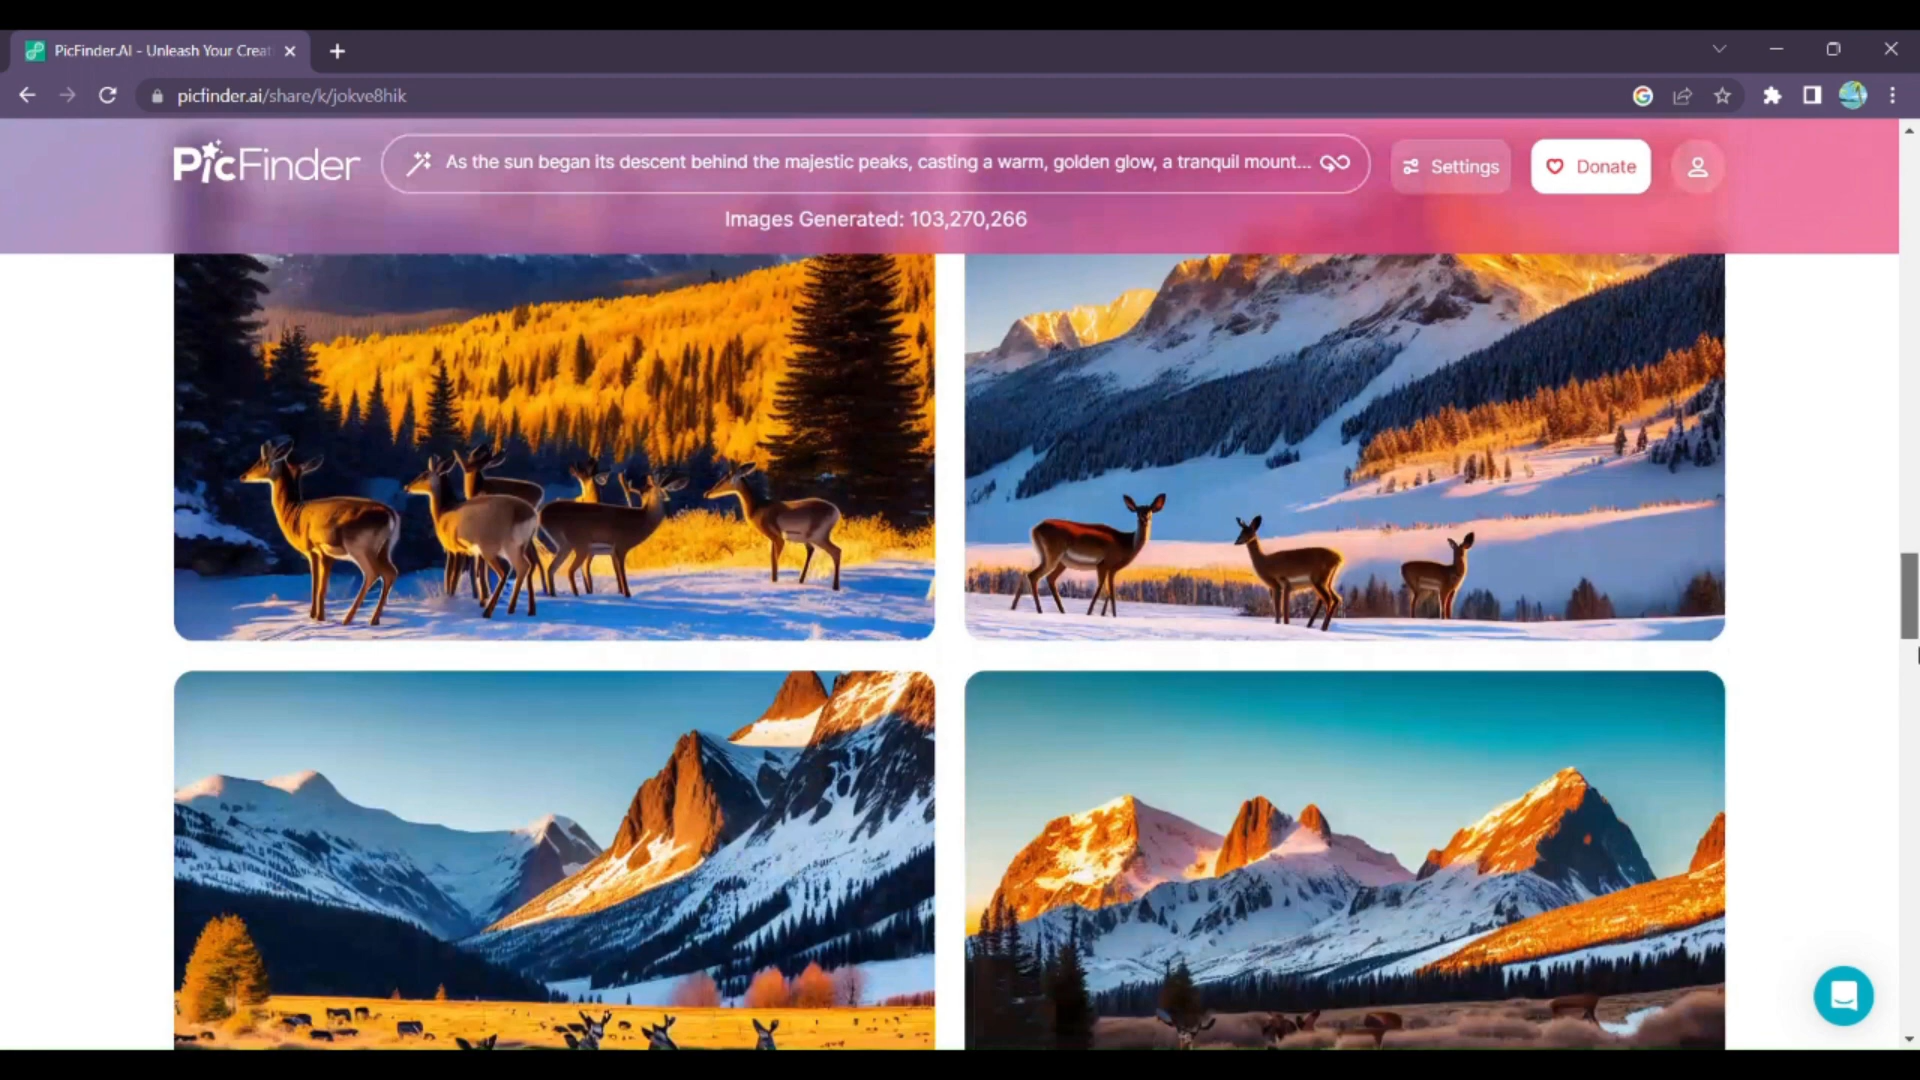 PicFinder.AI - Unleash Your Creat
picfinder.ai/share/k/jokve8hik
PicFinder
As the sun began its descent behind the majestic peaks, casting a warm, golden glow, a tranquil mount...
Settings
Donate
Images Generated: 103,270,266